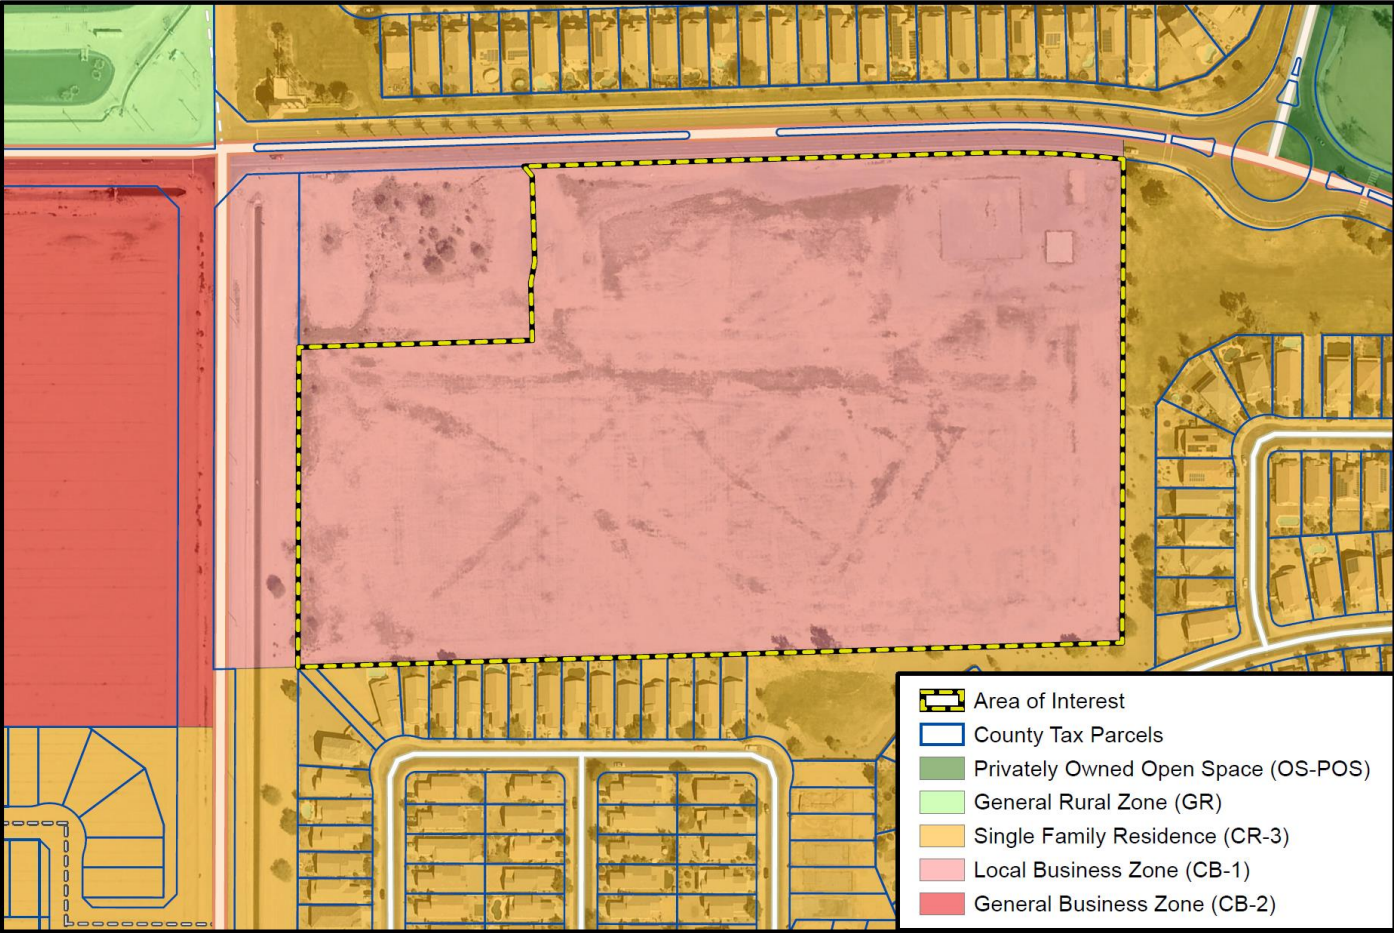 Area of Interest
County Tax Parcels
Privately Owned Open Space (OS-POS)
General Rural Zone (GR)
Single Family Residence (CR-3)
Local Business Zone (CB-1)
General Business Zone (CB-2)